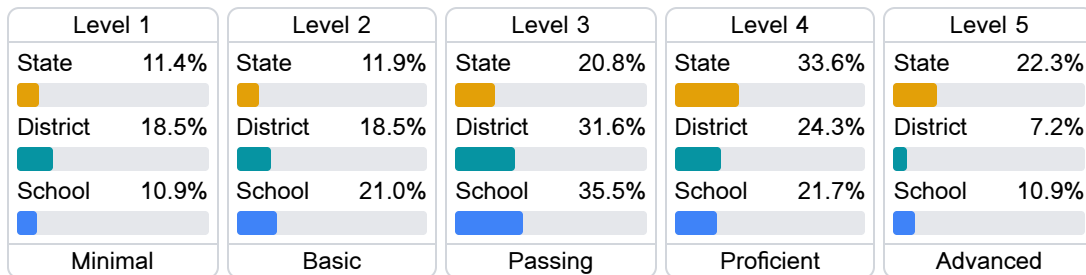 Level 1
State 11.4%
District 18.5%
School 10.9%
Minimal
Level 2
State 11.9%
District 18.5%
School 21.0%
Basic
Level 3
State 20.8%
District 31.6%
School 35.5%
Passing
Level 4
State 33.6%
District 24.3%
School 21.7%
Proficient
Level 5
State 22.3%
District 7.2%
School 10.9%
Advanced